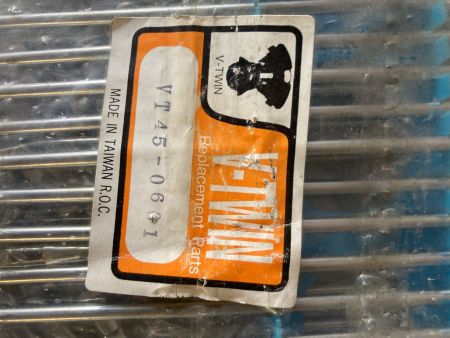 V-TWIN
V-TWIN
Replacement Parts
VT45-0601
MADE IN TAIWAN R.O.C.